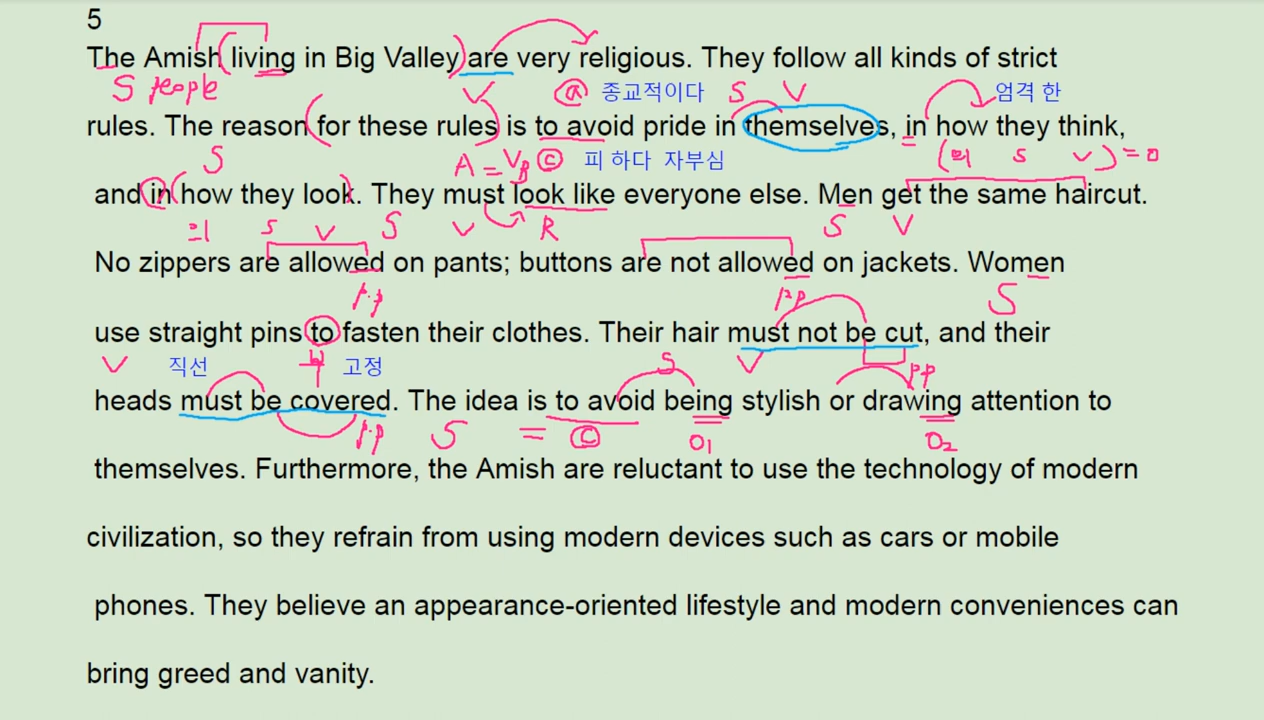 5
The Amish living in Big Valley are very religious. They follow all kinds of strict
S people V a 종교적이다 S V 엄격 한
rules. The reason for these rules is to avoid pride in themselves, in how they think,
S A = V B C 피 하다 자부심 (의 S V) = O
and in how they look. They must look like everyone else. Men get the same haircut.
의 S V S V R S V
No zippers are allowed on pants; buttons are not allowed on jackets. Women
p.p p.p S
use straight pins to fasten their clothes. Their hair must not be cut, and their
V 직선 부 고정 S V p.p
heads must be covered. The idea is to avoid being stylish or drawing attention to
p.p S = C O1 O2
themselves. Furthermore, the Amish are reluctant to use the technology of modern
civilization, so they refrain from using modern devices such as cars or mobile
phones. They believe an appearance-oriented lifestyle and modern conveniences can
bring greed and vanity.